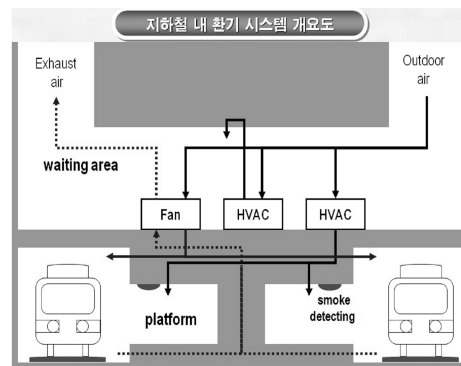 지하철 내 환기 시스템 개요도
Exhaust
air
Outdoor
air
waiting area
Fan
HVAC
HVAC
platform
smoke
detecting